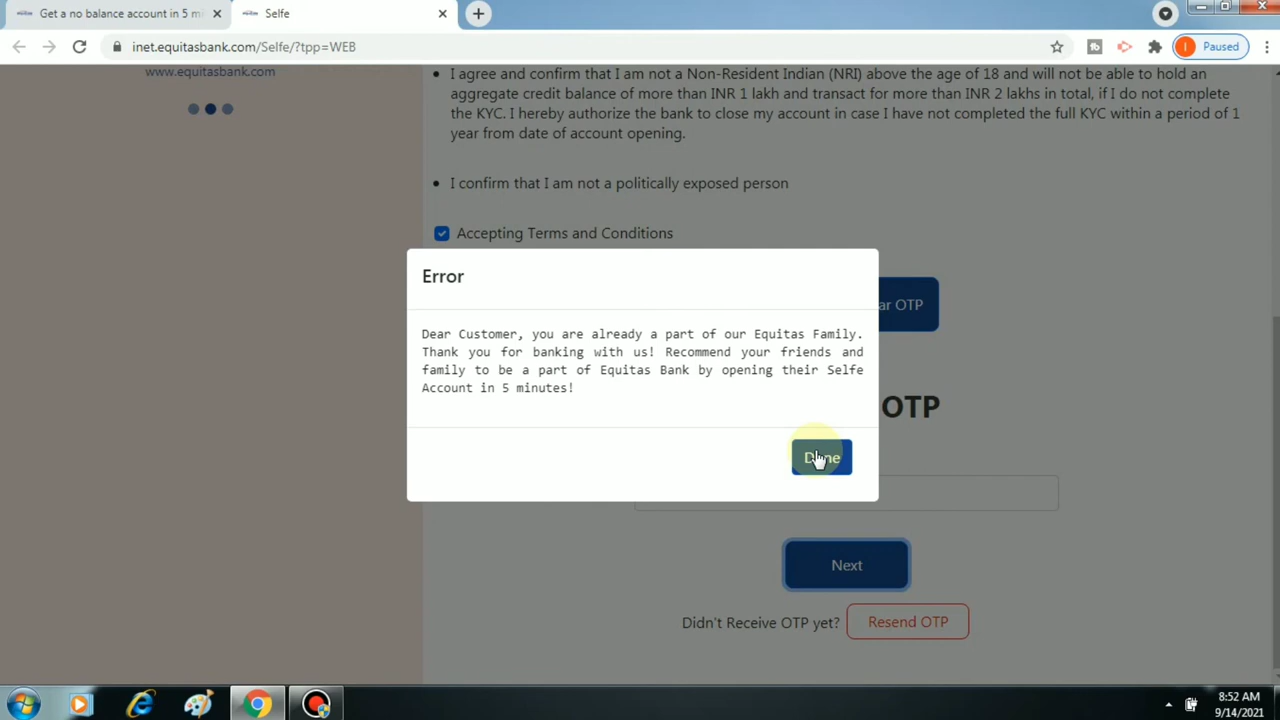 Get a no balance account in 5 mi
Selfe
inet.equitasbank.com/Selfe/?tpp=WEB
I
Paused
www.equitasbank.com
I agree and confirm that I am not a Non-Resident Indian (NRI) above the age of 18 and will not be able to hold an
aggregate credit balance of more than INR 1 lakh and transact for more than INR 2 lakhs in total, if I do not complete
the KYC. I hereby authorize the bank to close my account in case I have not completed the full KYC within a period of 1
year from date of account opening.
I confirm that I am not a politically exposed person
Accepting Terms and Conditions
Error
ar OTP
Dear Customer, you are already a part of our Equitas Family.
Thank you for banking with us! Recommend your friends and
family to be a part of Equitas Bank by opening their Selfe
Account in 5 minutes!
OTP
Done
Next
Didn't Receive OTP yet?
Resend OTP
8:52 AM
9/14/2021